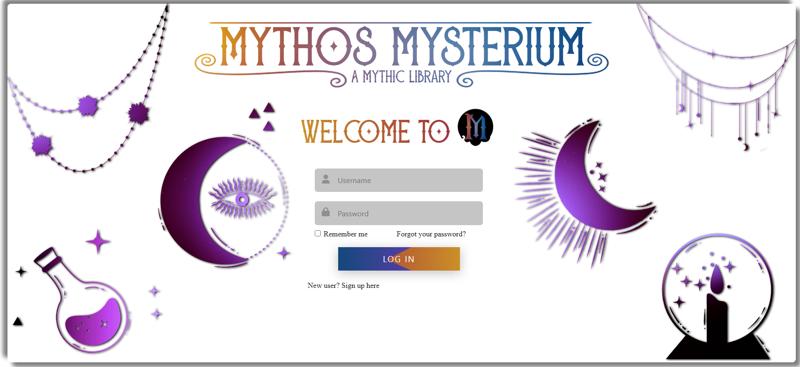 MYTHOS MYSTERIUM
A MYTHIC LIBRARY
WELCOME TO M
Username
Password
Remember me Forgot your password?
LOG IN
New user? Sign up here